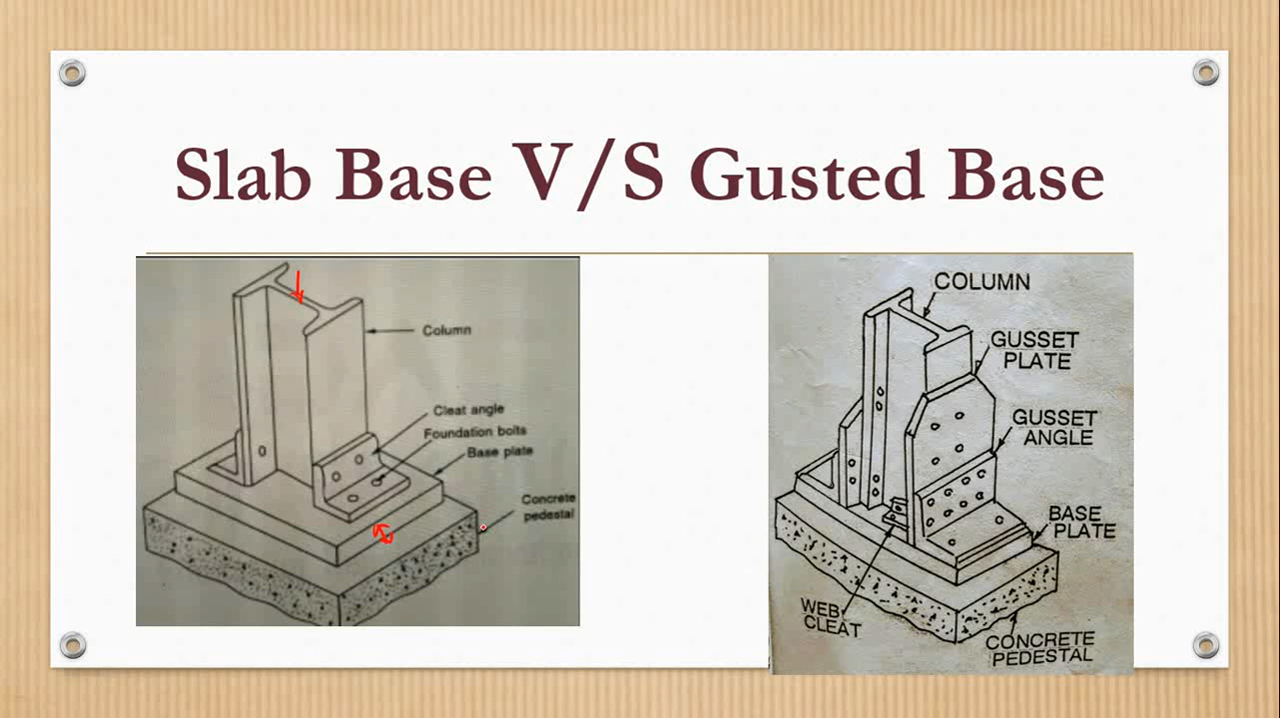 Slab Base V/S Gusted Base
Column
Cleat angle
Foundation bolts
Base plate
Concrete
pedestal
COLUMN
GUSSET
PLATE
GUSSET
ANGLE
BASE
PLATE
WEB
CLEAT
CONCRETE
PEDESTAL